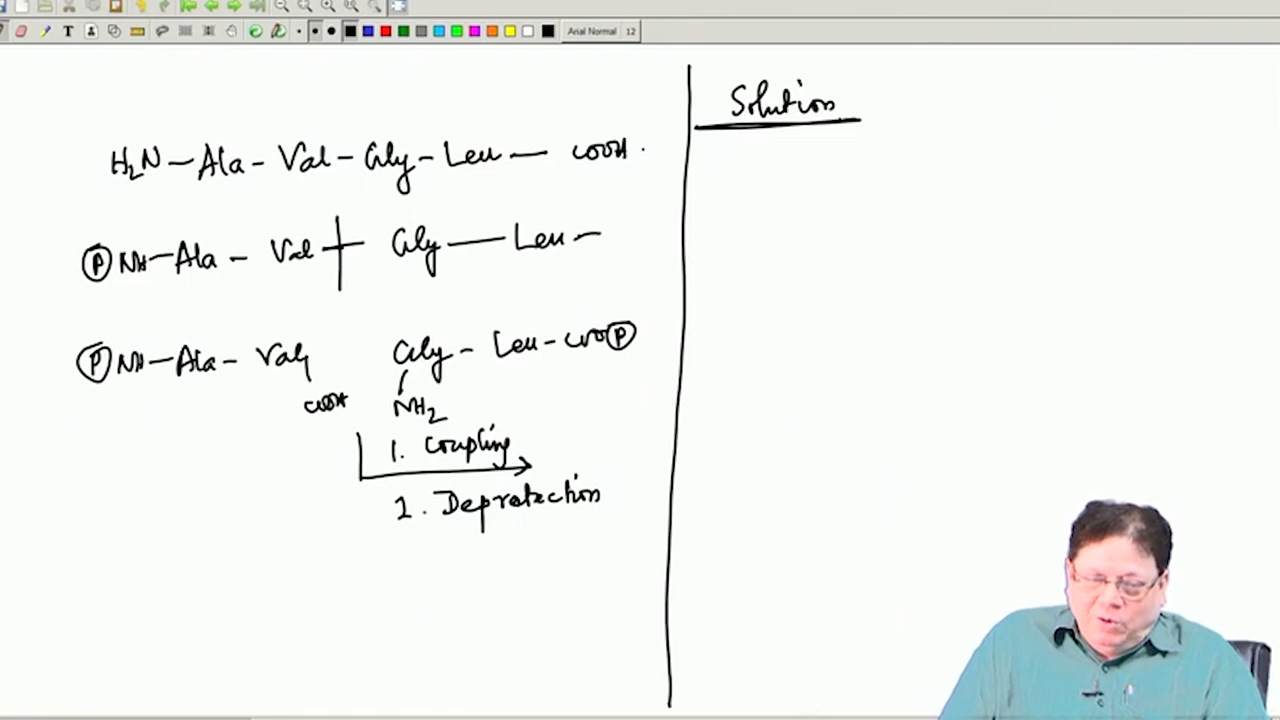 Arial Normal 12
Solution
H2N-Ala-Val-Gly-Leu-COOH.
P NH-Ala-Val Gly-Leu-
P NH-Ala-Val Gly-Leu-COO P
COOH NH2
1. Coupling
2. Deprotection